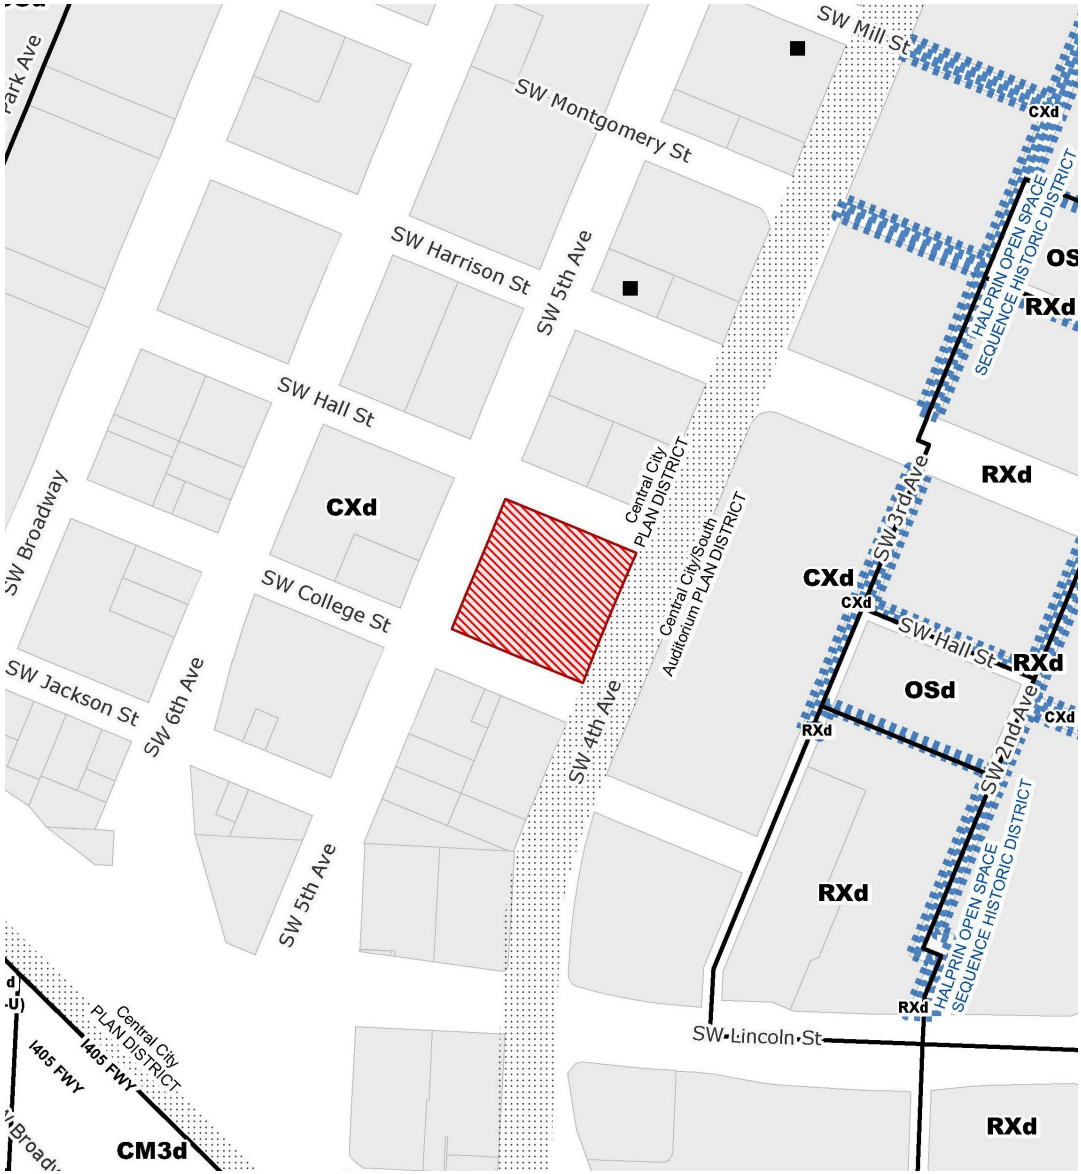 SW Mill St
Park Ave
SW Montgomery St
CXd
HALPRIN OPEN SPACE
SEQUENCE HISTORIC DISTRICT
OS
RXd
SW Harrison St
SW 5th Ave
SW Hall St
Central City
PLAN DISTRICT
SW 3rd Ave
RXd
CXd
SW Broadway
Central City/South
Auditorium PLAN DISTRICT
CXd
CXd
SW College St
SW Hall St
RXd
OSd
SW Jackson St
SW 6th Ave
SW 4th Ave
SW 2nd Ave
CXd
RXd
SW 5th Ave
RXd
HALPRIN OPEN SPACE
SEQUENCE HISTORIC DISTRICT
d
-U)
RXd
Central City
PLAN DISTRICT
I405 FWY
I405 FWY
SW Lincoln St
CM3d
RXd